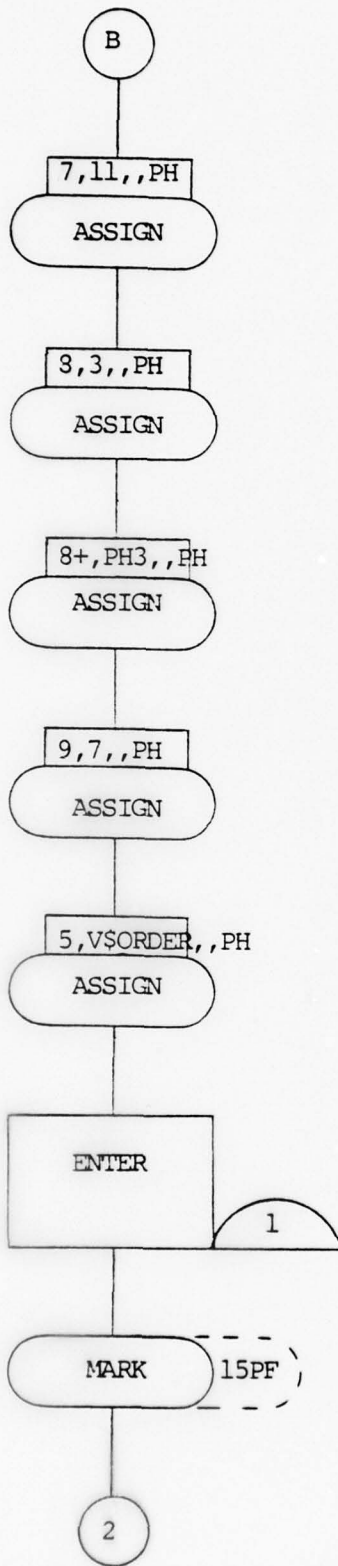 B
7,11,,PH
ASSIGN
8,3,,PH
ASSIGN
8+,PH3,,PH
ASSIGN
9,7,,PH
ASSIGN
5,V$ORDER,,PH
ASSIGN
ENTER
1
MARK
15PF
2